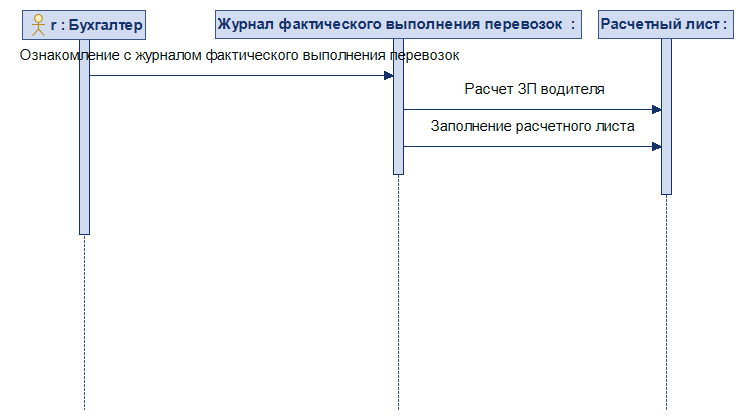 r : Бухгалтер
Журнал фактического выполнения перевозок :
Расчетный лист :
Ознакомление с журналом фактического выполнения перевозок
Расчет ЗП водителя
Заполнение расчетного листа